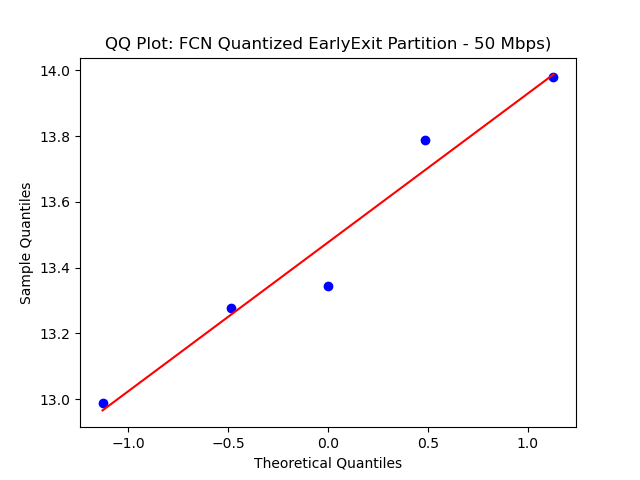 QQ Plot: FCN Quantized EarlyExit Partition - 50 Mbps)
14.0
13.8
13.6
13.4
13.2
13.0
Sample Quantiles
−1.0 −0.5 0.0 0.5 1.0
Theoretical Quantiles